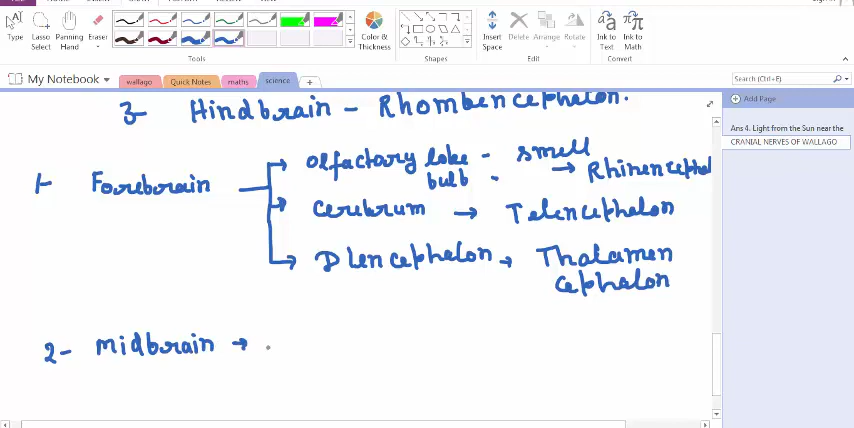 Type
Lasso Select
Panning Hand
Eraser
Color & Thickness
Insert Space
Delete
Arrange
Rotate
Ink to Text
Ink to Math
Tools
Shapes
Edit
Convert
My Notebook
wallago
Quick Notes
maths
science
Search (Ctrl+E)
Add Page
Ans 4. Light from the Sun near the
CRANIAL NERVES OF WALLAGO
3- Hindbrain - Rhombencephalon.
1- Forebrain
Olfactory lobe - smell
bulb - → Rhinencephal
Cerebrum → Telencephalon
Diencephalon → Thalamen
cephalon
2- Midbrain →